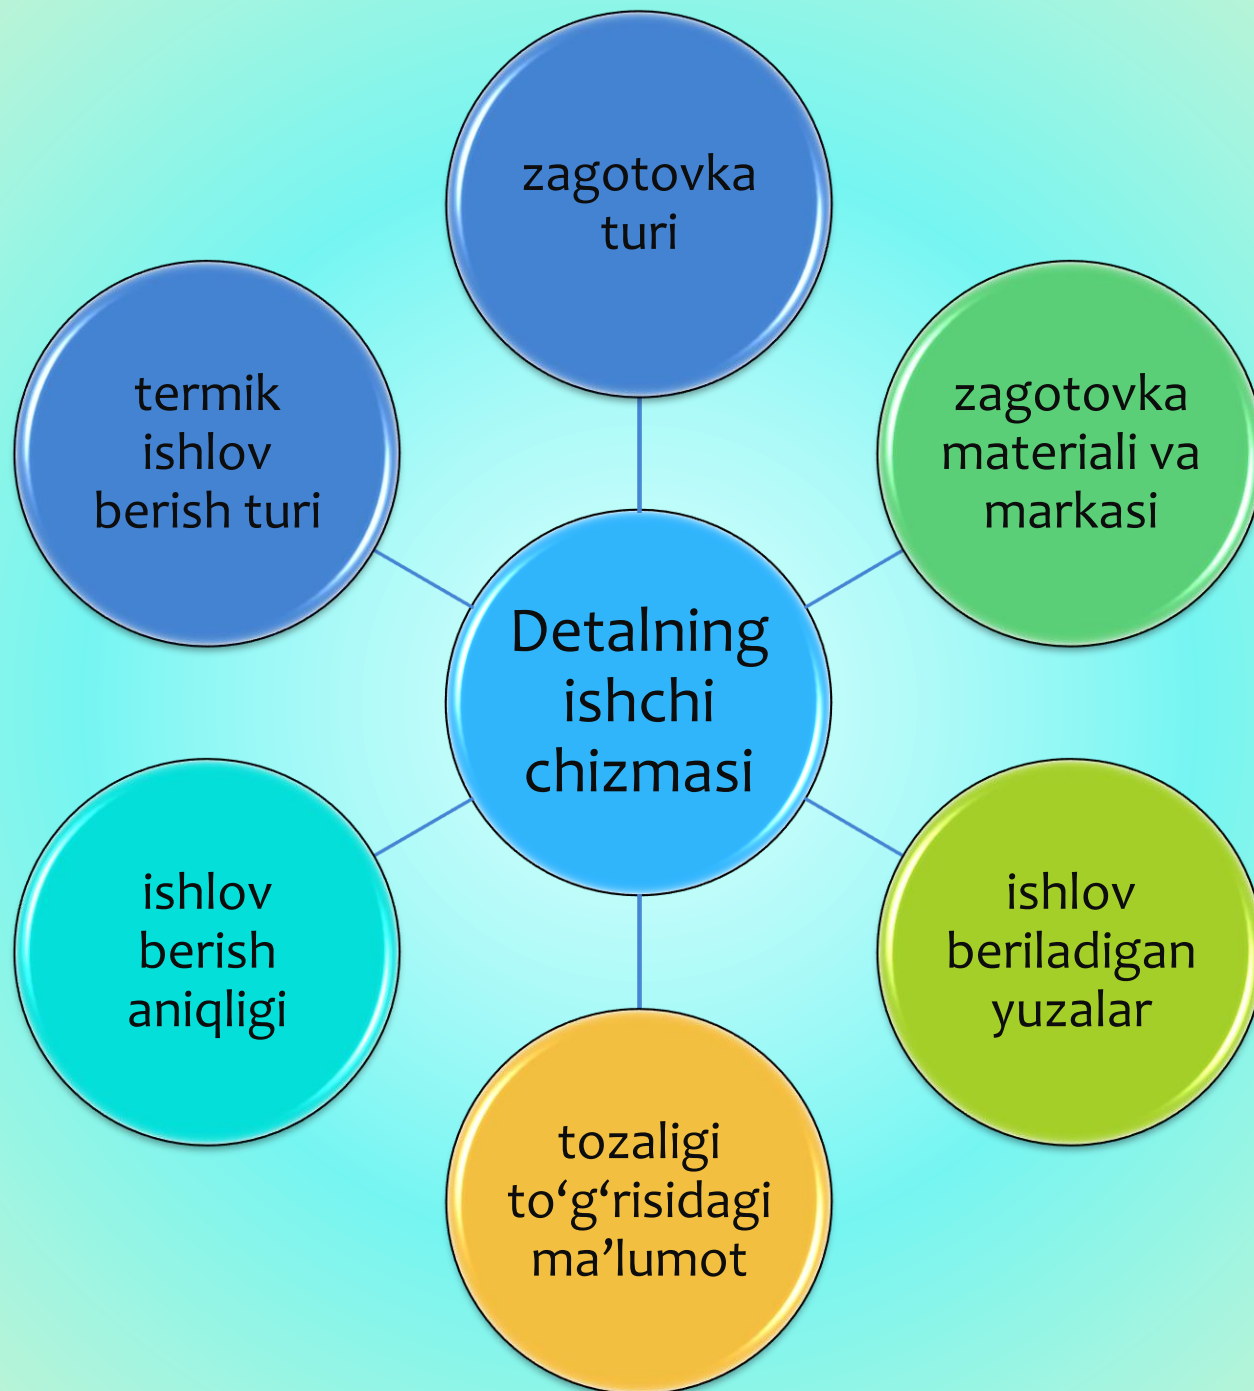 zagotovka
turi
termik
ishlov
berish turi
zagotovka
materiali va
markasi
Detalning
ishchi
chizmasi
ishlov
berish
aniqligi
ishlov
beriladigan
yuzalar
tozaligi
to‘g‘risidagi
ma’lumot